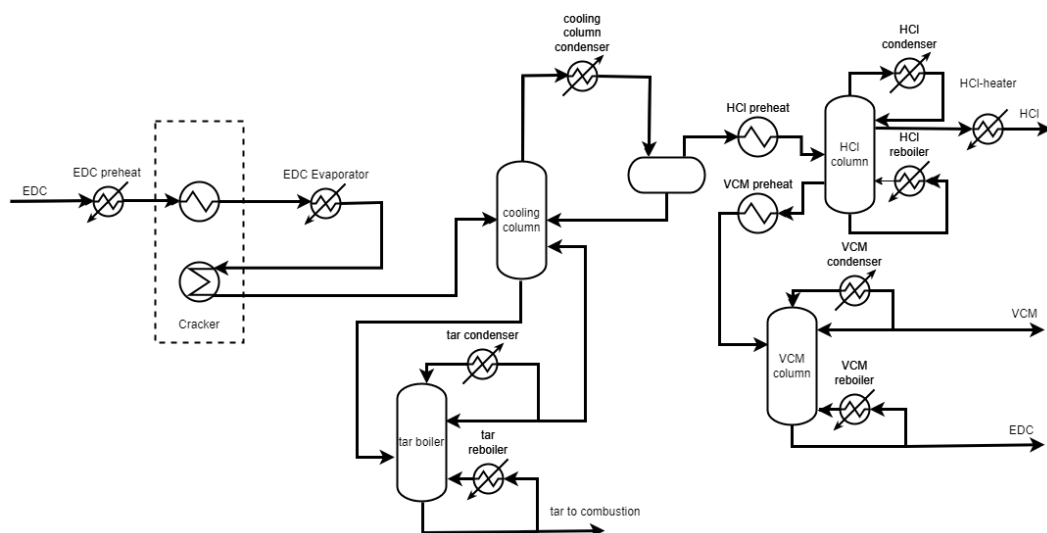 cooling
column
condenser
HCl
condenser
HCl-heater
HCl preheat
HCl
HCl
reboiler
HCl
column
EDC preheat
EDC Evaporator
EDC
VCM preheat
cooling
column
VCM
condenser
Cracker
VCM
tar condenser
VCM
column
VCM
reboiler
EDC
tar boiler
tar
reboiler
tar to combustion